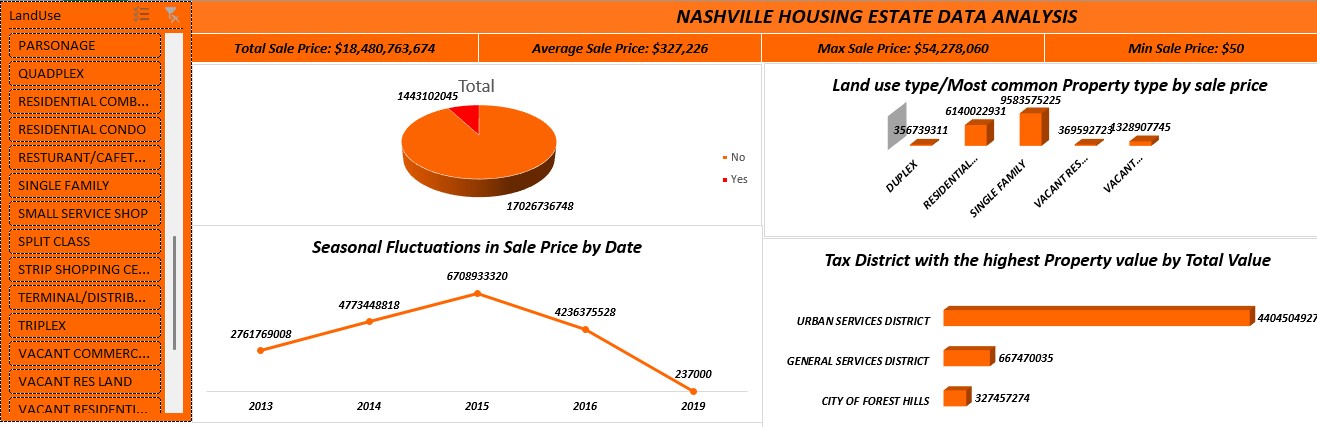 LandUse
PARSONAGE
QUADPLEX
RESIDENTIAL COMB...
RESIDENTIAL CONDO
RESTURANT/CAFET...
SINGLE FAMILY
SMALL SERVICE SHOP
SPLIT CLASS
STRIP SHOPPING CE...
TERMINAL/DISTRIB...
TRIPLEX
VACANT COMMERC...
VACANT RES LAND
VACANT RESIDENTI...
NASHVILLE HOUSING ESTATE DATA ANALYSIS
Total Sale Price: $18,480,763,674
Average Sale Price: $327,226
Max Sale Price: $54,278,060
Min Sale Price: $50
Total
1443102045
17026736748
No
Yes
Land use type/Most common Property type by sale price
356739311
6140022931
9583575225
369592723
1328907745
DUPLEX
RESIDENTIAL...
SINGLE FAMILY
VACANT RES...
VACANT...
Seasonal Fluctuations in Sale Price by Date
2761769008
4773448818
6708933320
4236375528
237000
2013
2014
2015
2016
2019
Tax District with the highest Property value by Total Value
URBAN SERVICES DISTRICT
4404504927
GENERAL SERVICES DISTRICT
667470035
CITY OF FOREST HILLS
327457274